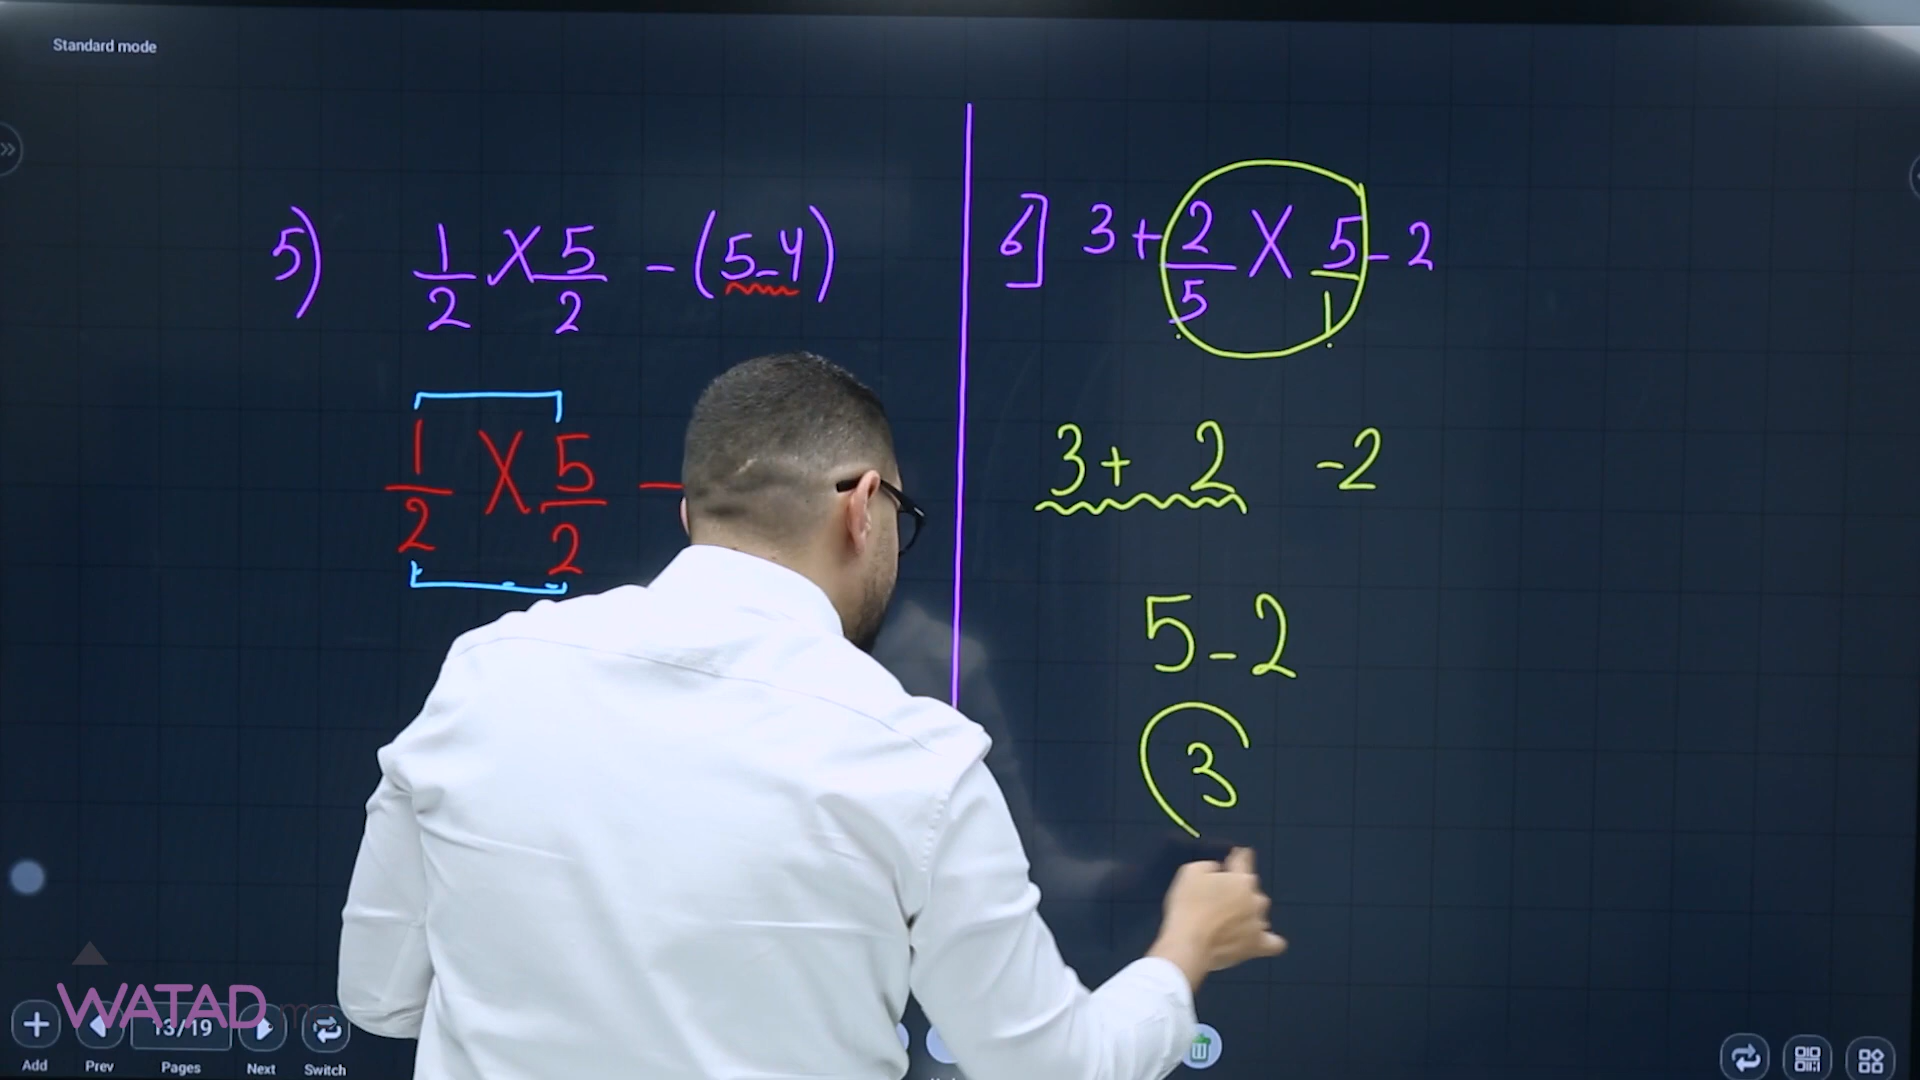 Standard mode
5) 1/2 X 5/2 - (5-4)
1/2 X 5/2 -
6] 3 + 2/5 X 5/1 - 2
3 + 2 -2
5 - 2
3
WATAD
13/19
Add Prev Pages Next Switch